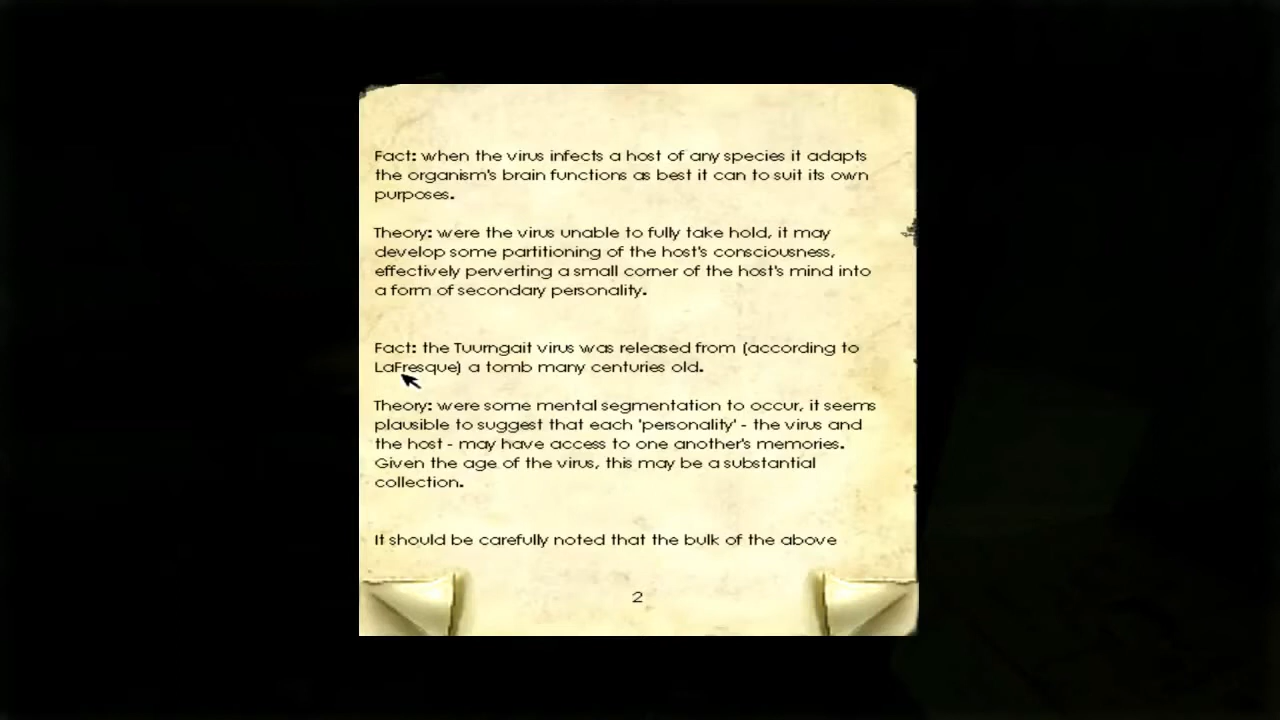 Fact: when the virus infects a host of any species it adapts
the organism's brain functions as best it can to suit its own
purposes.
Theory: were the virus unable to fully take hold, it may
develop some partitioning of the host's consciousness,
effectively perverting a small corner of the host's mind into
a form of secondary personality.
Fact: the Tuurngait virus was released from (according to
LaFresque) a tomb many centuries old.
Theory: were some mental segmentation to occur, it seems
plausible to suggest that each 'personality' - the virus and
the host - may have access to one another's memories.
Given the age of the virus, this may be a substantial
collection.
It should be carefully noted that the bulk of the above
2